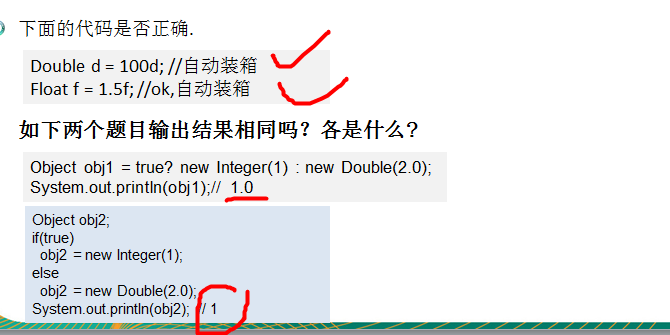 下面的代码是否正确.
Double d = 100d; //自动装箱
Float f = 1.5f; //ok,自动装箱
如下两个题目输出结果相同吗？各是什么?
Object obj1 = true? new Integer(1) : new Double(2.0);
System.out.println(obj1);// 1.0
Object obj2;
if(true)
obj2 = new Integer(1);
else
obj2 = new Double(2.0);
System.out.println(obj2); // 1